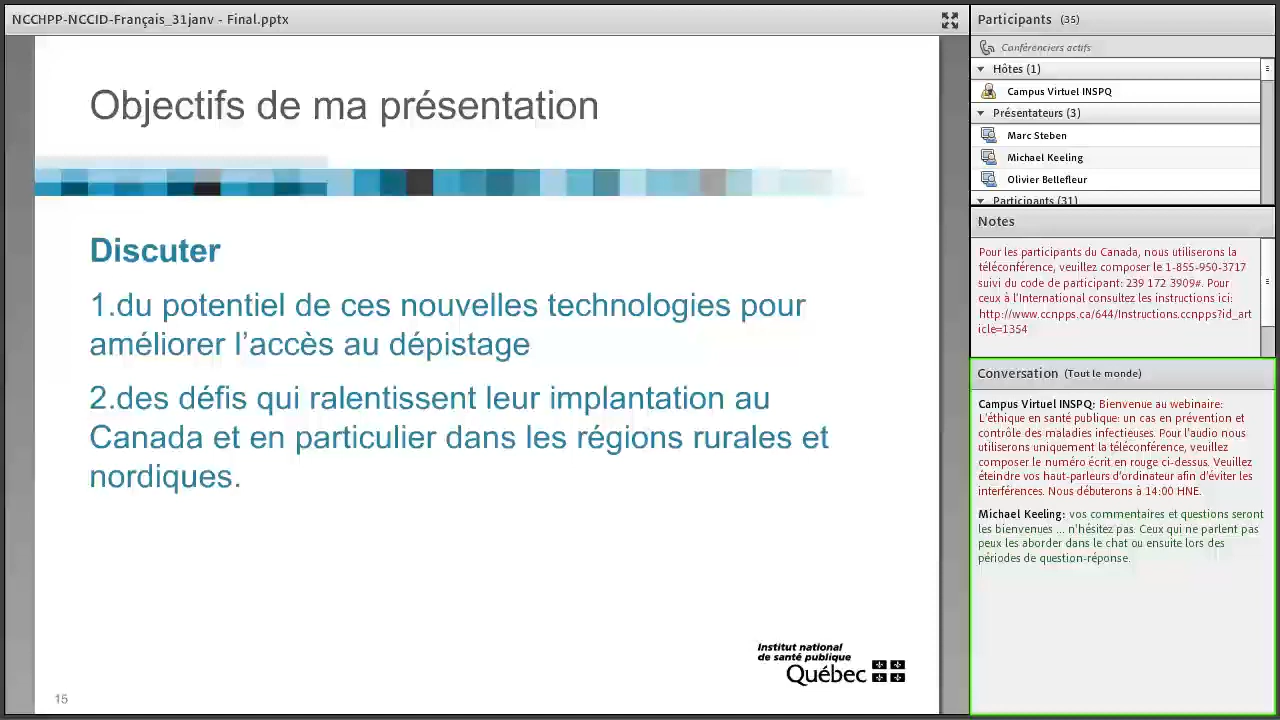 NCCHPP-NCCID-Français_31janv - Final.pptx
Objectifs de ma présentation
Discuter
1.du potentiel de ces nouvelles technologies pour
améliorer l'accès au dépistage
2.des défis qui ralentissent leur implantation au
Canada et en particulier dans les régions rurales et
nordiques.
Institut national
de santé publique
Québec
15
Participants (35)
Conférenciers actifs
Hôtes (1)
Campus Virtuel INSPQ
Présentateurs (3)
Marc Steben
Michael Keeling
Olivier Bellefleur
Participants (31)
Notes
Pour les participants du Canada, nous utiliserons la
téléconférence, veuillez composer le 1-855-950-3717
suivi du code de participant: 239 172 3909#. Pour
ceux à l'International consultez les instructions ici:
http://www.ccnpps.ca/644/Instructions.ccnpps?id_art
icle=1354
Conversation (Tout le monde)
Campus Virtuel INSPQ: Bienvenue au webinaire:
L'éthique en santé publique: un cas en prévention et
contrôle des maladies infectieuses. Pour l'audio nous
utiliserons uniquement la téléconférence, veuillez
composer le numéro écrit en rouge ci-dessus. Veuillez
éteindre vos haut-parleurs d'ordinateur afin d'éviter les
interférences. Nous débuterons à 14:00 HNE.
Michael Keeling: vos commentaires et questions seront
les bienvenues ... n'hésitez pas. Ceux qui ne parlent pas
peux les aborder dans le chat ou ensuite lors des
périodes de question-réponse.